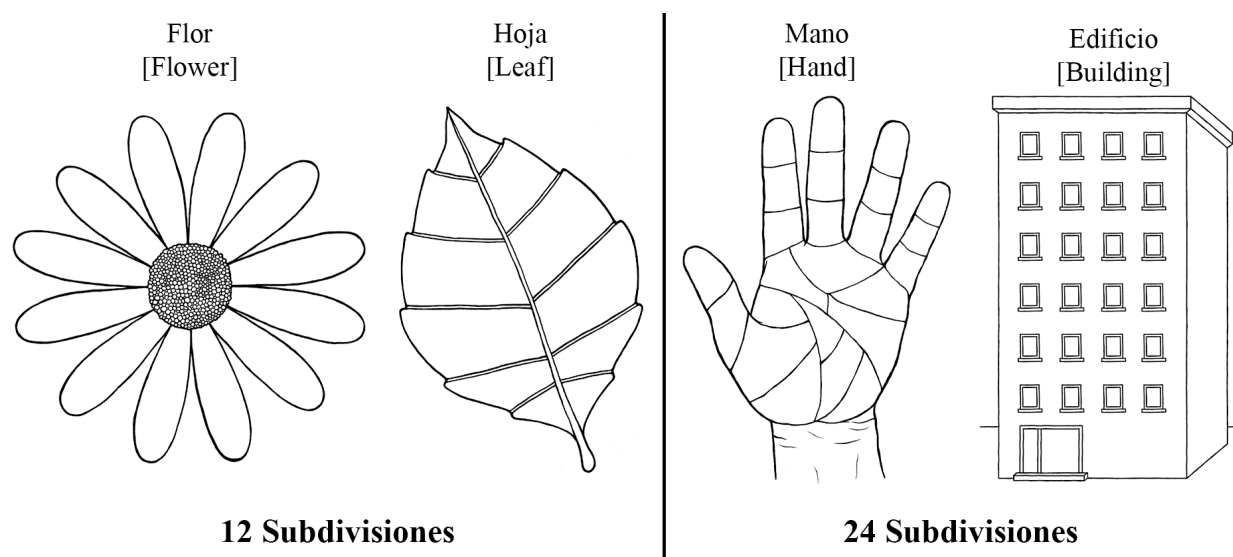 Flor
[Flower]
Hoja
[Leaf]
Mano
[Hand]
Edificio
[Building]
12 Subdivisiones
24 Subdivisiones